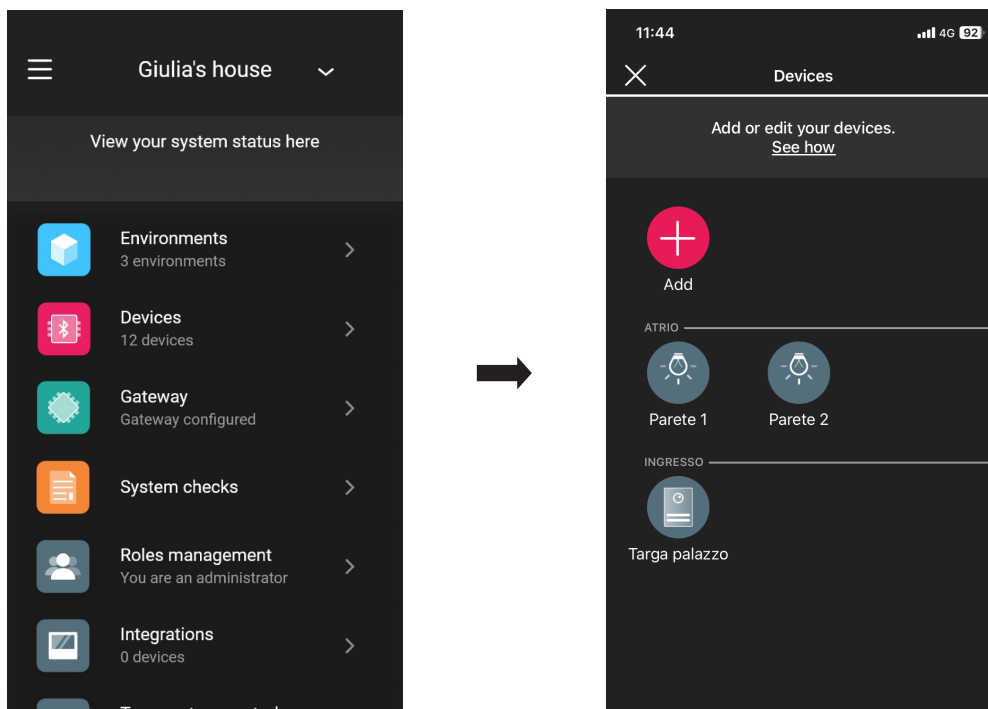 Giulia's house
View your system status here
Environments
3 environments
Devices
12 devices
Gateway
Gateway configured
System checks
Roles management
You are an administrator
Integrations
0 devices
11:44
4G 92
Devices
Add or edit your devices.
See how
Add
ATRIO
Parete 1 Parete 2
INGRESSO
Targa palazzo